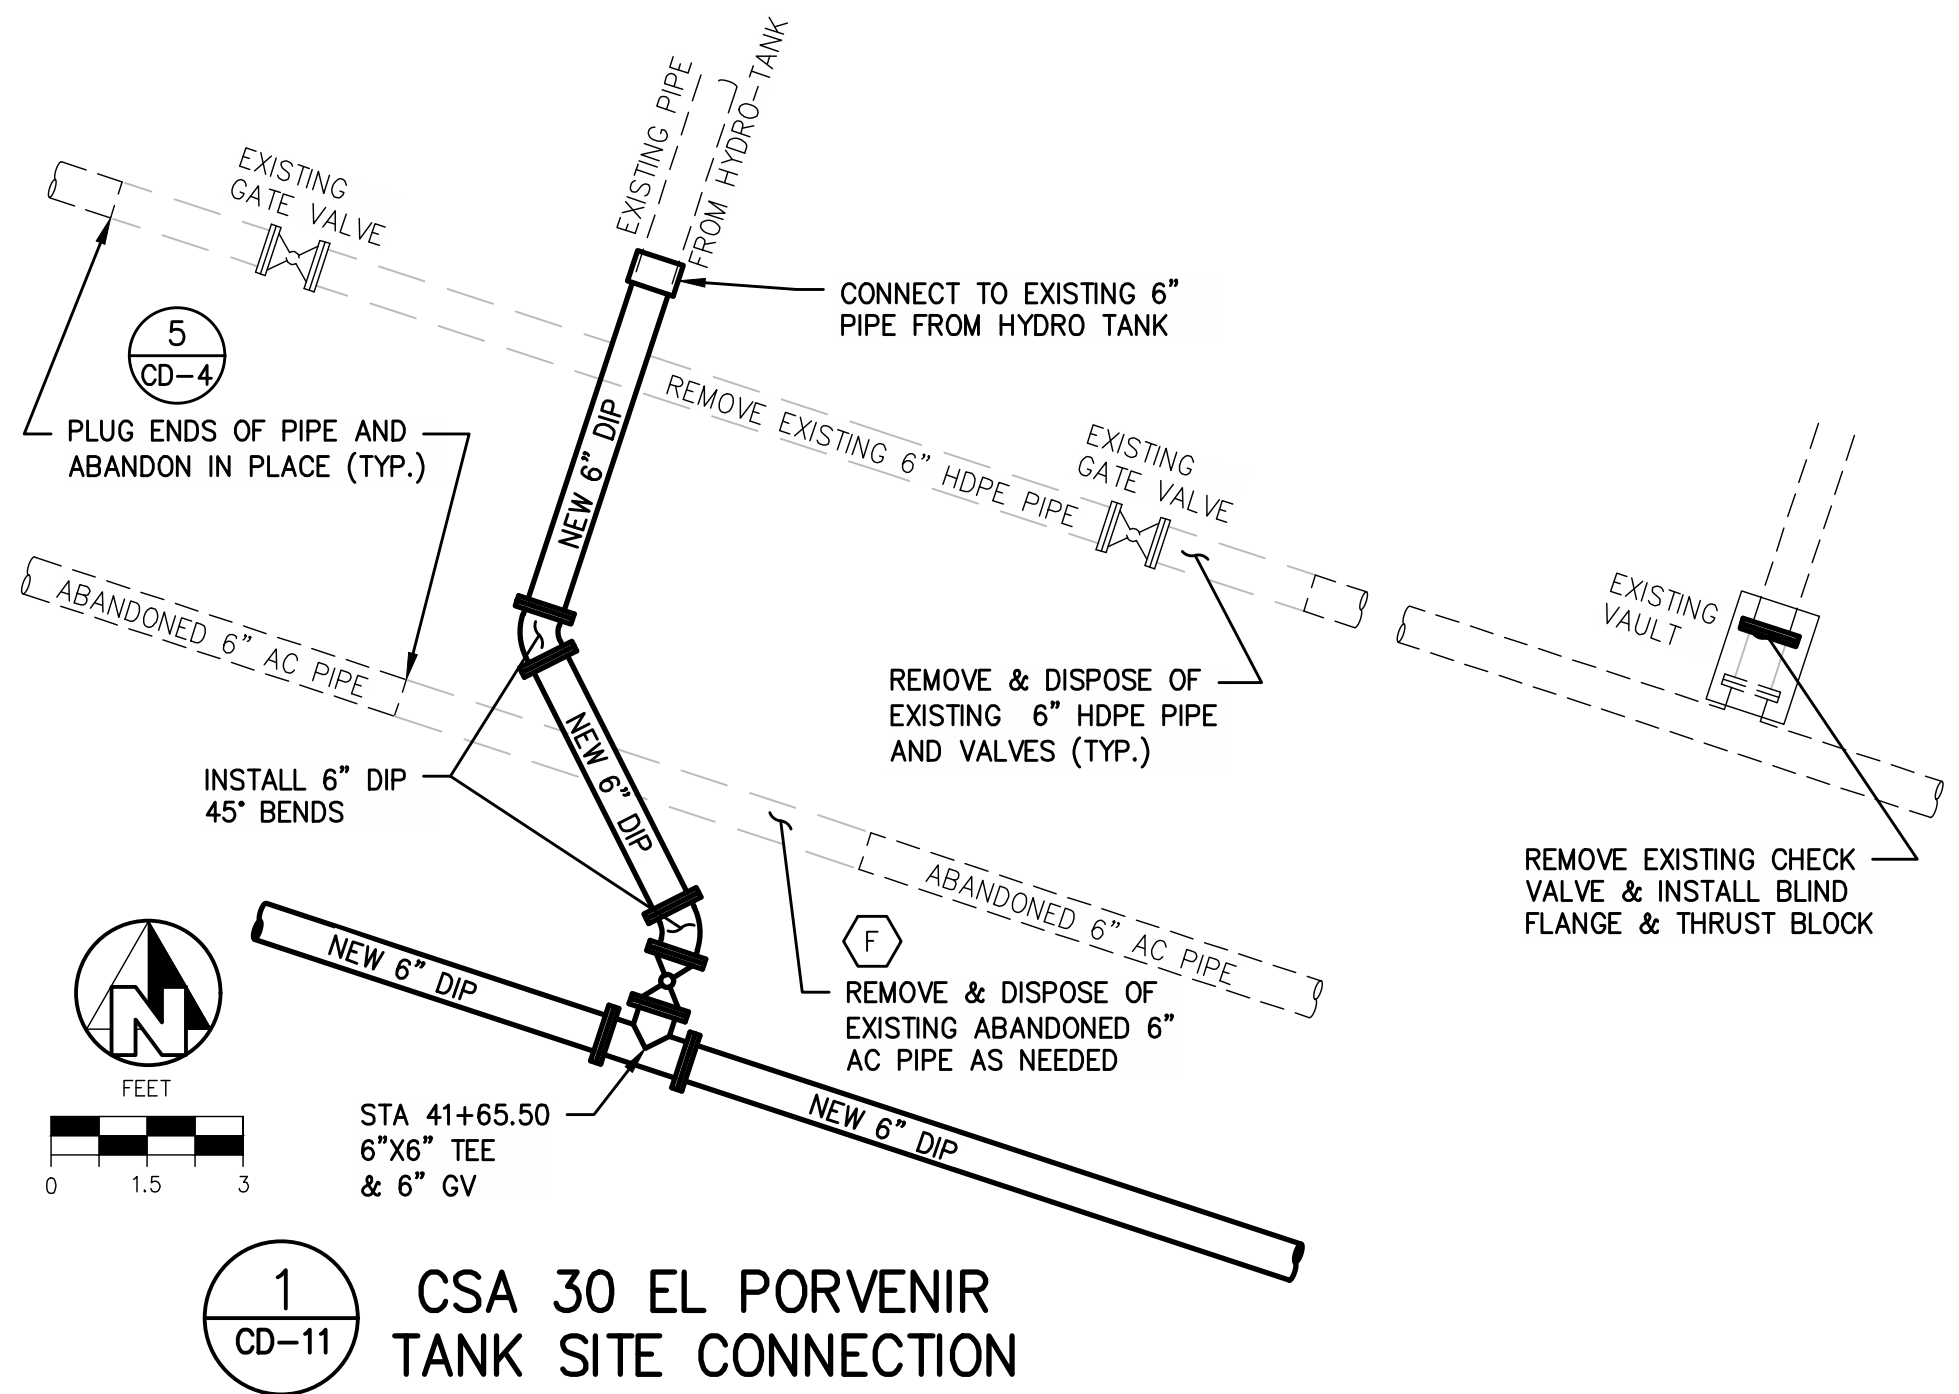 EXISTING PIPE
FROM HYDRO-TANK
EXISTING
GATE VALVE
CONNECT TO EXISTING 6"
PIPE FROM HYDRO TANK
5
CD-4
PLUG ENDS OF PIPE AND
ABANDON IN PLACE (TYP.)
NEW 6" DIP
REMOVE EXISTING 6" HDPE PIPE
EXISTING
GATE VALVE
EXISTING
VAULT
ABANDONED 6" AC PIPE
REMOVE & DISPOSE OF
EXISTING 6" HDPE PIPE
AND VALVES (TYP.)
NEW 6" DIP
INSTALL 6" DIP
45° BENDS
REMOVE EXISTING CHECK
VALVE & INSTALL BLIND
FLANGE & THRUST BLOCK
ABANDONED 6" AC PIPE
F
REMOVE & DISPOSE OF
EXISTING ABANDONED 6"
AC PIPE AS NEEDED
NEW 6" DIP
N
FEET
0 1.5 3
STA 41+65.50
6"X6" TEE
& 6" GV
NEW 6" DIP
1
CD-11
CSA 30 EL PORVENIR
TANK SITE CONNECTION